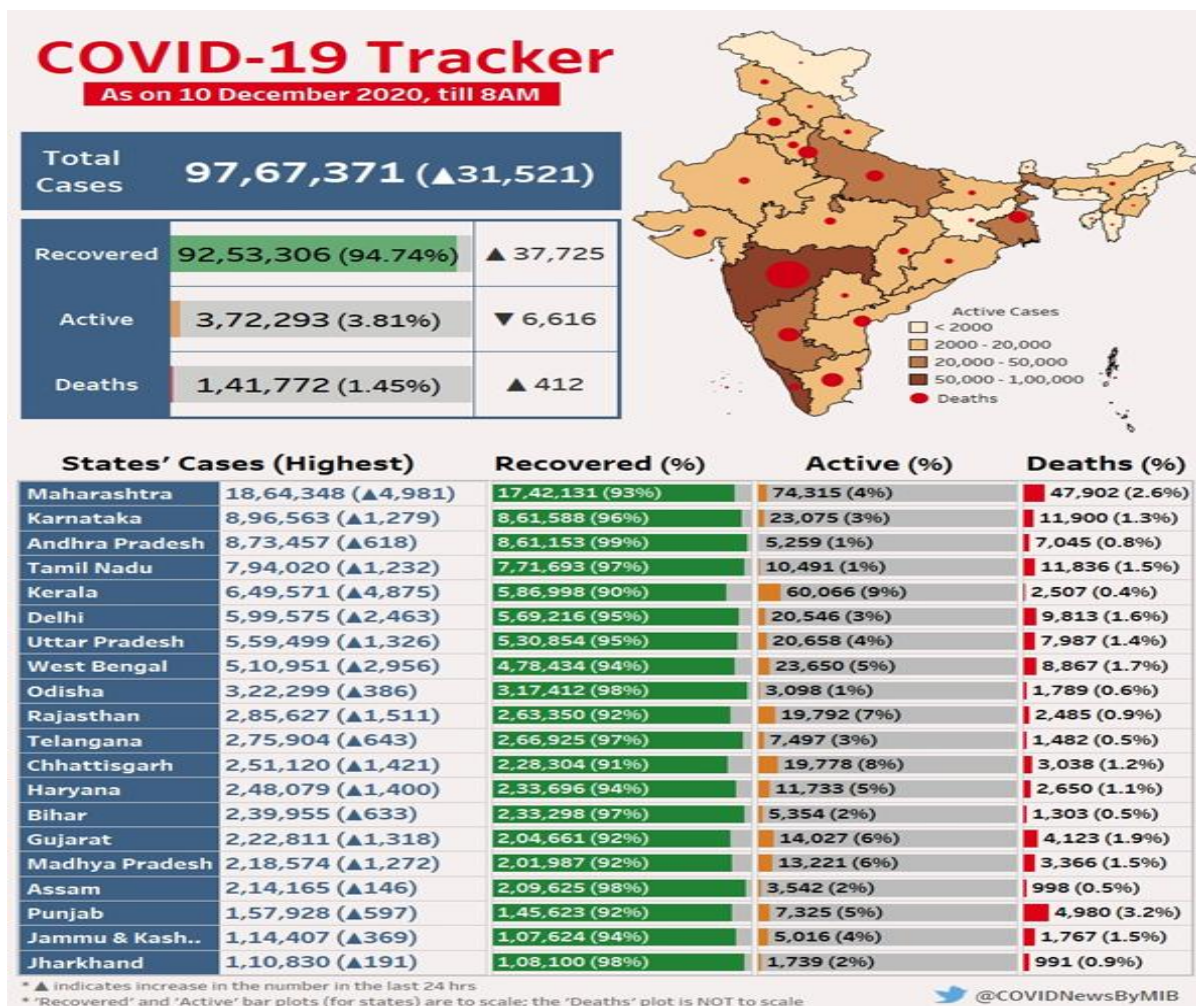 COVID-19 Tracker
As on 10 December 2020, till 8AM
Total Cases 97,67,371 (▲31,521)
Recovered 92,53,306 (94.74%) ▲ 37,725
Active 3,72,293 (3.81%) ▼ 6,616
Deaths 1,41,772 (1.45%) ▲ 412
Active Cases
< 2000
2000 - 20,000
20,000 - 50,000
50,000 - 1,00,000
Deaths
States' Cases (Highest) Recovered (%) Active (%) Deaths (%)
Maharashtra 18,64,348 (▲4,981) 17,42,131 (93%) 74,315 (4%) 47,902 (2.6%)
Karnataka 8,96,563 (▲1,279) 8,61,588 (96%) 23,075 (3%) 11,900 (1.3%)
Andhra Pradesh 8,73,457 (▲618) 8,61,153 (99%) 5,259 (1%) 7,045 (0.8%)
Tamil Nadu 7,94,020 (▲1,232) 7,71,693 (97%) 10,491 (1%) 11,836 (1.5%)
Kerala 6,49,571 (▲4,875) 5,86,998 (90%) 60,066 (9%) 2,507 (0.4%)
Delhi 5,99,575 (▲2,463) 5,69,216 (95%) 20,546 (3%) 9,813 (1.6%)
Uttar Pradesh 5,59,499 (▲1,326) 5,30,854 (95%) 20,658 (4%) 7,987 (1.4%)
West Bengal 5,10,951 (▲2,956) 4,78,434 (94%) 23,650 (5%) 8,867 (1.7%)
Odisha 3,22,299 (▲386) 3,17,412 (98%) 3,098 (1%) 1,789 (0.6%)
Rajasthan 2,85,627 (▲1,511) 2,63,350 (92%) 19,792 (7%) 2,485 (0.9%)
Telangana 2,75,904 (▲643) 2,66,925 (97%) 7,497 (3%) 1,482 (0.5%)
Chhattisgarh 2,51,120 (▲1,421) 2,28,304 (91%) 19,778 (8%) 3,038 (1.2%)
Haryana 2,48,079 (▲1,400) 2,33,696 (94%) 11,733 (5%) 2,650 (1.1%)
Bihar 2,39,955 (▲633) 2,33,298 (97%) 5,354 (2%) 1,303 (0.5%)
Gujarat 2,22,811 (▲1,318) 2,04,661 (92%) 14,027 (6%) 4,123 (1.9%)
Madhya Pradesh 2,18,574 (▲1,272) 2,01,987 (92%) 13,221 (6%) 3,366 (1.5%)
Assam 2,14,165 (▲146) 2,09,625 (98%) 3,542 (2%) 998 (0.5%)
Punjab 1,57,928 (▲597) 1,45,623 (92%) 7,325 (5%) 4,980 (3.2%)
Jammu & Kash.. 1,14,407 (▲369) 1,07,624 (94%) 5,016 (4%) 1,767 (1.5%)
Jharkhand 1,10,830 (▲191) 1,08,100 (98%) 1,739 (2%) 991 (0.9%)
* ▲ indicates increase in the number in the last 24 hrs
* 'Recovered' and 'Active' bar plots (for states) are to scale; the 'Deaths' plot is NOT to scale
@COVIDNewsByMIB